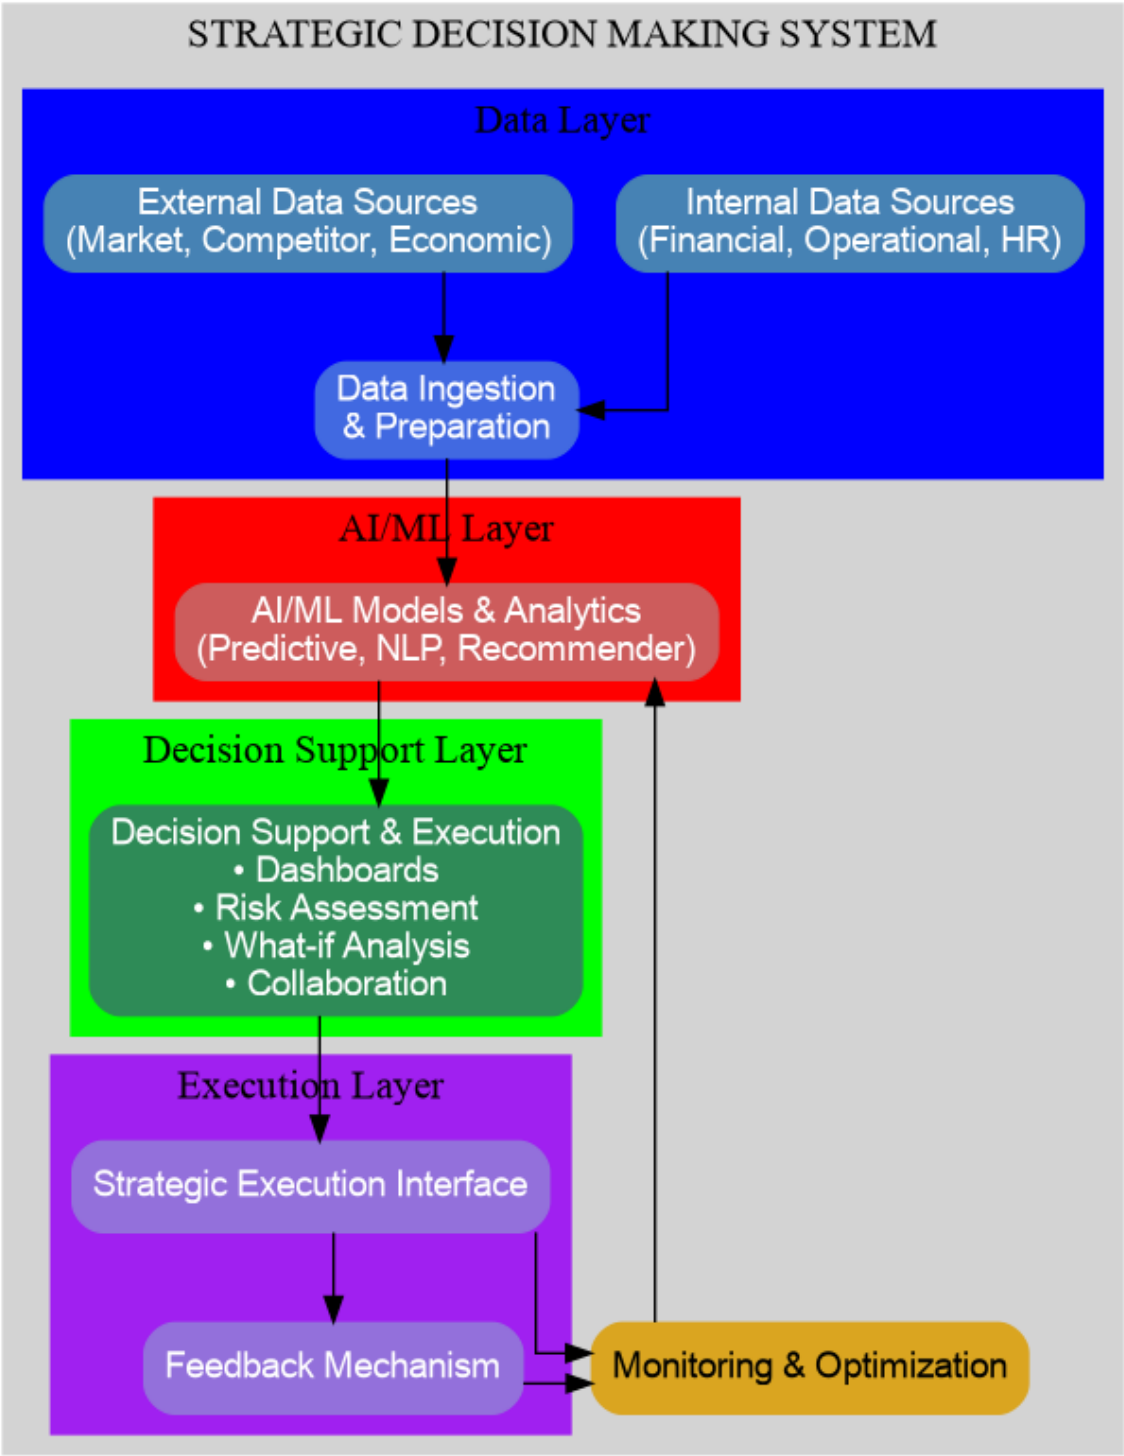 STRATEGIC DECISION MAKING SYSTEM
Data Layer
External Data Sources
(Market, Competitor, Economic)
Internal Data Sources
(Financial, Operational, HR)
Data Ingestion
& Preparation
AI/ML Layer
AI/ML Models & Analytics
(Predictive, NLP, Recommender)
Decision Support Layer
Decision Support & Execution
• Dashboards
• Risk Assessment
• What-if Analysis
• Collaboration
Execution Layer
Strategic Execution Interface
Feedback Mechanism
Monitoring & Optimization